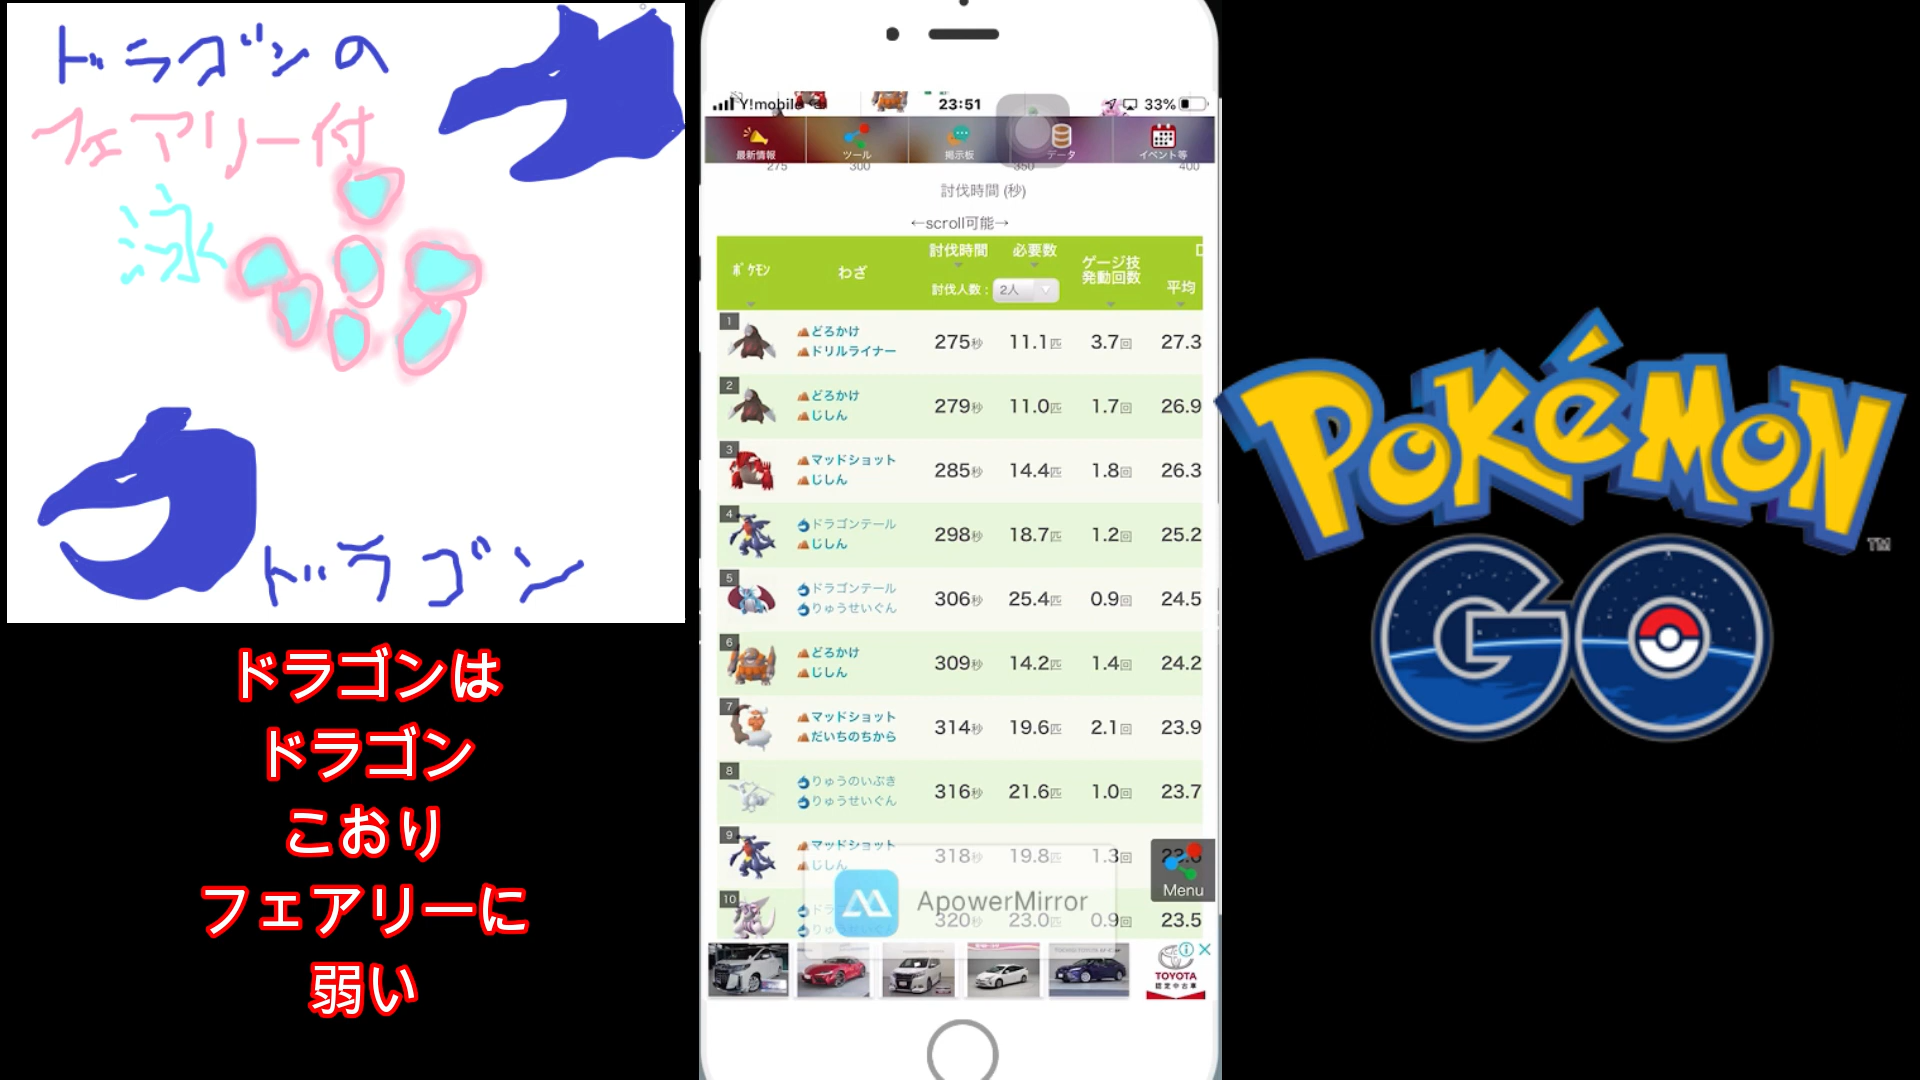 ドラゴンの
フェアリー付
泳
ドラゴン
ドラゴンは
ドラゴン
こおり
フェアリーに
弱い
Y!mobile 23:51 33%
最新情報 ツール 掲示板 データ イベント等
275 300 350 400
討伐時間 (秒)
←scroll可能→
ポケモン わざ 討伐時間 必要数 ゲージ技発動回数 平均
討伐人数: 2人
1 どろかけ ドリルライナー 275秒 11.1匹 3.7回 27.3
2 どろかけ じしん 279秒 11.0匹 1.7回 26.9
3 マッドショット じしん 285秒 14.4匹 1.8回 26.3
4 ドラゴンテール じしん 298秒 18.7匹 1.2回 25.2
5 ドラゴンテール りゅうせいぐん 306秒 25.4匹 0.9回 24.5
6 どろかけ じしん 309秒 14.2匹 1.4回 24.2
7 マッドショット だいちのちから 314秒 19.6匹 2.1回 23.9
8 りゅうのいぶき りゅうせいぐん 316秒 21.6匹 1.0回 23.7
9 マッドショット じしん 318秒 19.8匹 1.3回
10 320秒 23.0匹 0.9回 23.5
Menu
ApowerMirror
TOYOTA
認定中古車
POKÉMON™
GO